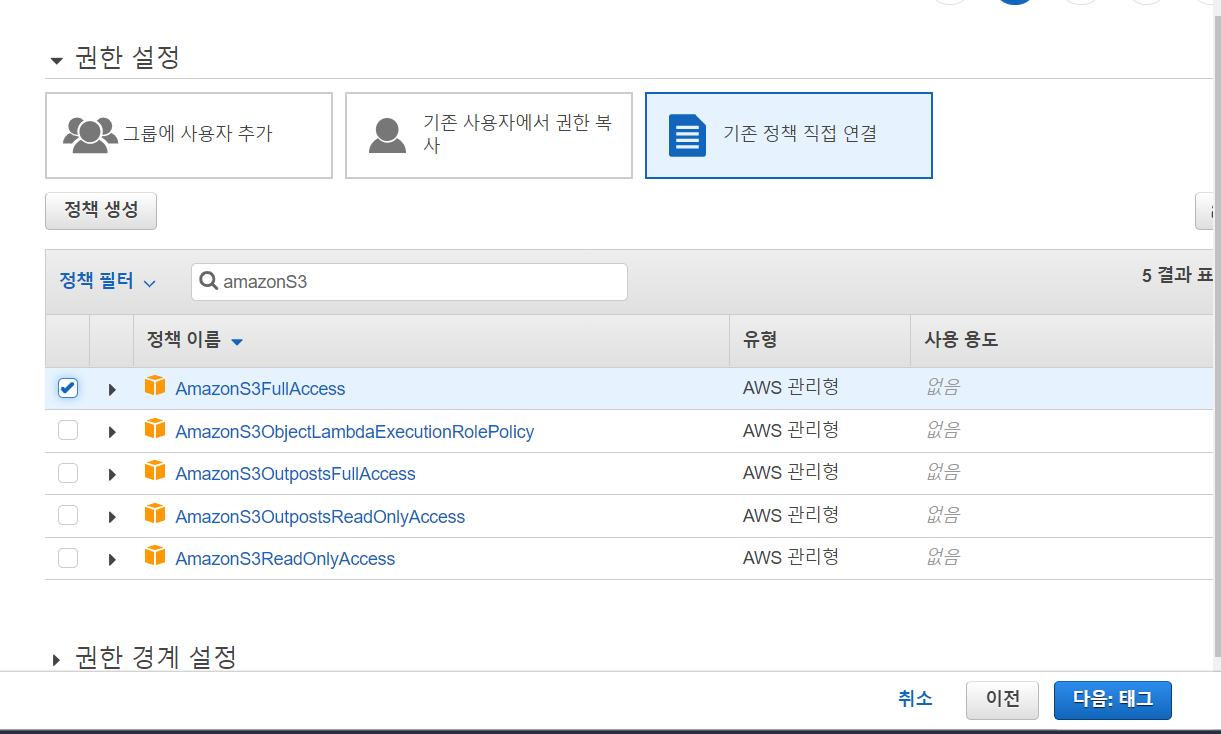 권한 설정
그룹에 사용자 추가
기존 사용자에서 권한 복
사
기존 정책 직접 연결
정책 생성
정책 필터
amazonS3
5 결과 표
정책 이름
유형
사용 용도
AmazonS3FullAccess
AWS 관리형
없음
AmazonS3ObjectLambdaExecutionRolePolicy
AWS 관리형
없음
AmazonS3OutpostsFullAccess
AWS 관리형
없음
AmazonS3OutpostsReadOnlyAccess
AWS 관리형
없음
AmazonS3ReadOnlyAccess
AWS 관리형
없음
권한 경계 설정
취소
이전
다음: 태그